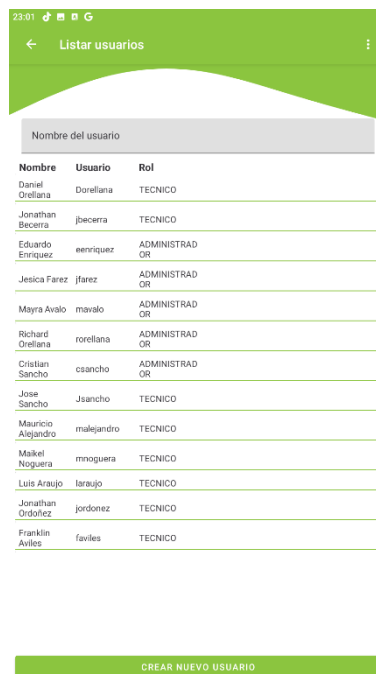 23:01
Listar usuarios
Nombre del usuario
Nombre Usuario Rol
Daniel
Orellana Dorellana TECNICO
Jonathan
Becerra jbecerra TECNICO
Eduardo
Enriquez eenriquez ADMINISTRAD
OR
Jesica Farez jfarez ADMINISTRAD
OR
Mayra Avalo mavalo ADMINISTRAD
OR
Richard
Orellana rorellana ADMINISTRAD
OR
Cristian
Sancho csancho ADMINISTRAD
OR
Jose
Sancho Jsancho TECNICO
Mauricio
Alejandro malejandro TECNICO
Maikel
Noguera mnoguera TECNICO
Luis Araujo laraujo TECNICO
Jonathan
Ordoñez jordonez TECNICO
Franklin
Aviles faviles TECNICO
CREAR NUEVO USUARIO